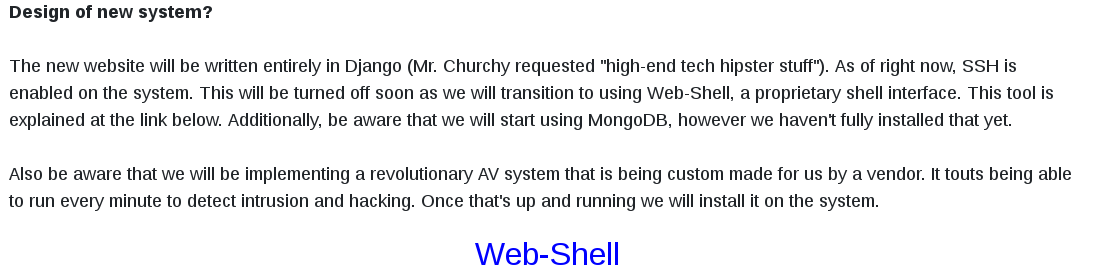 Design of new system?
The new website will be written entirely in Django (Mr. Churchy requested "high-end tech hipster stuff"). As of right now, SSH is
enabled on the system. This will be turned off soon as we will transition to using Web-Shell, a proprietary shell interface. This tool is
explained at the link below. Additionally, be aware that we will start using MongoDB, however we haven't fully installed that yet.
Also be aware that we will be implementing a revolutionary AV system that is being custom made for us by a vendor. It touts being able
to run every minute to detect intrusion and hacking. Once that's up and running we will install it on the system.
Web-Shell